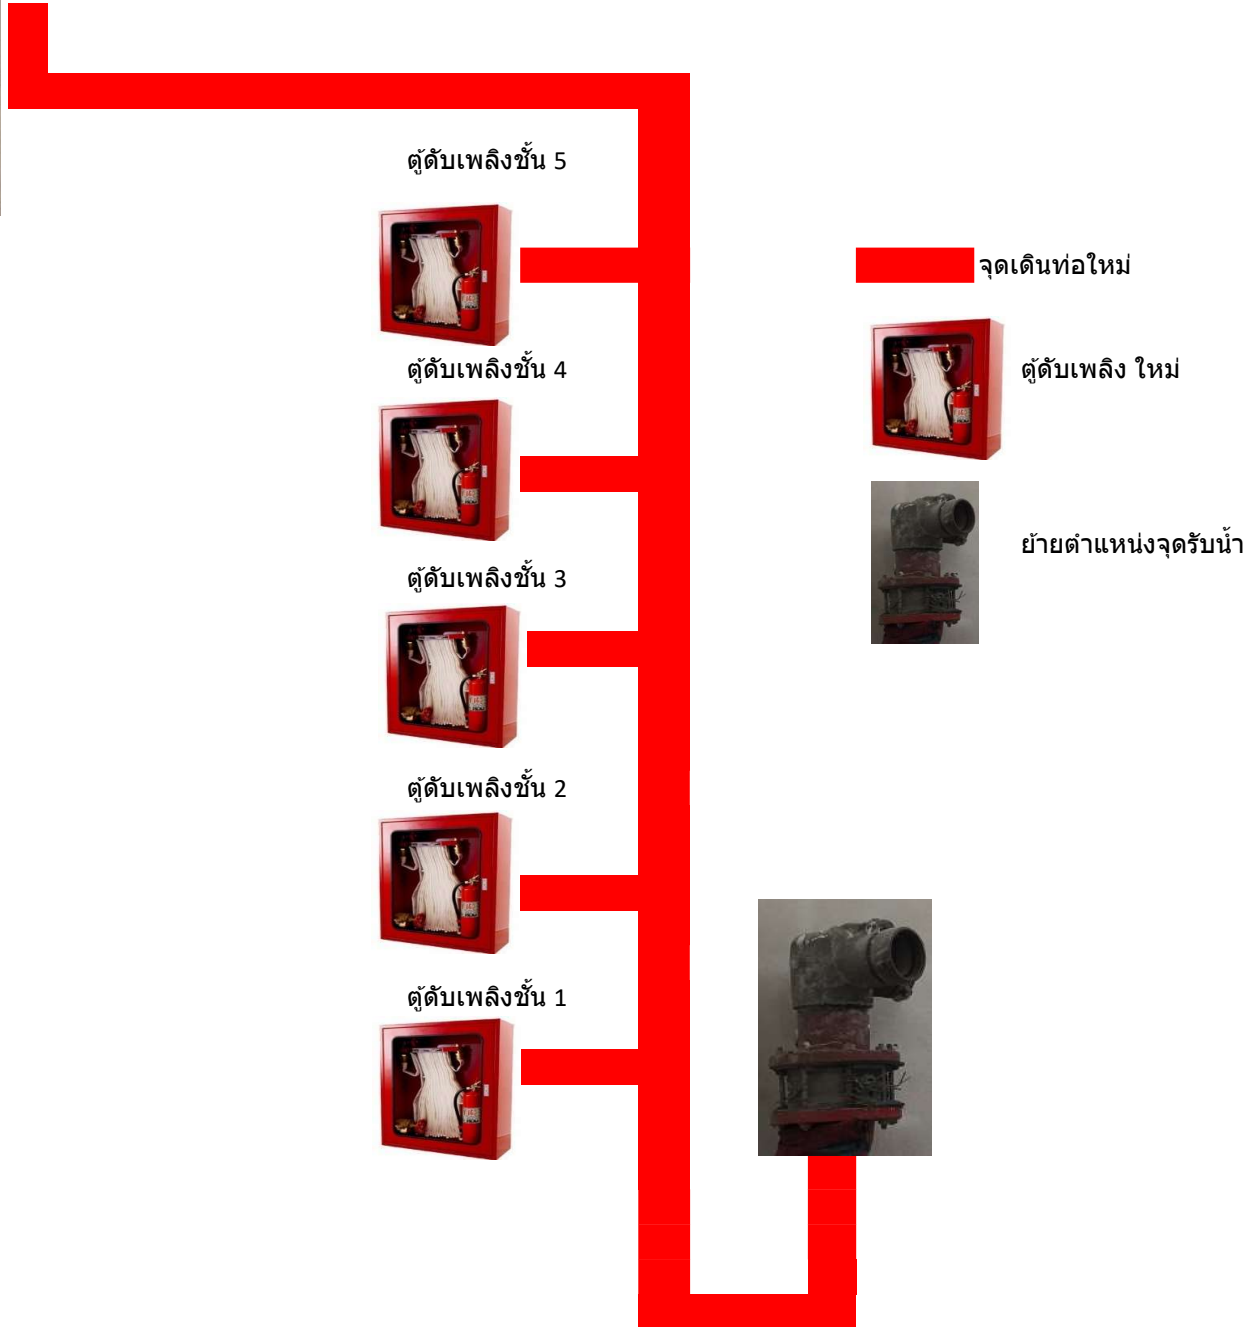 ตู้ดับเพลิงชั้น 5
จุดเดินท่อใหม่
ตู้ดับเพลิงชั้น 4
ตู้ดับเพลิง ใหม่
ย้ายตำแหน่งจุดรับน้ำ
ตู้ดับเพลิงชั้น 3
ตู้ดับเพลิงชั้น 2
ตู้ดับเพลิงชั้น 1